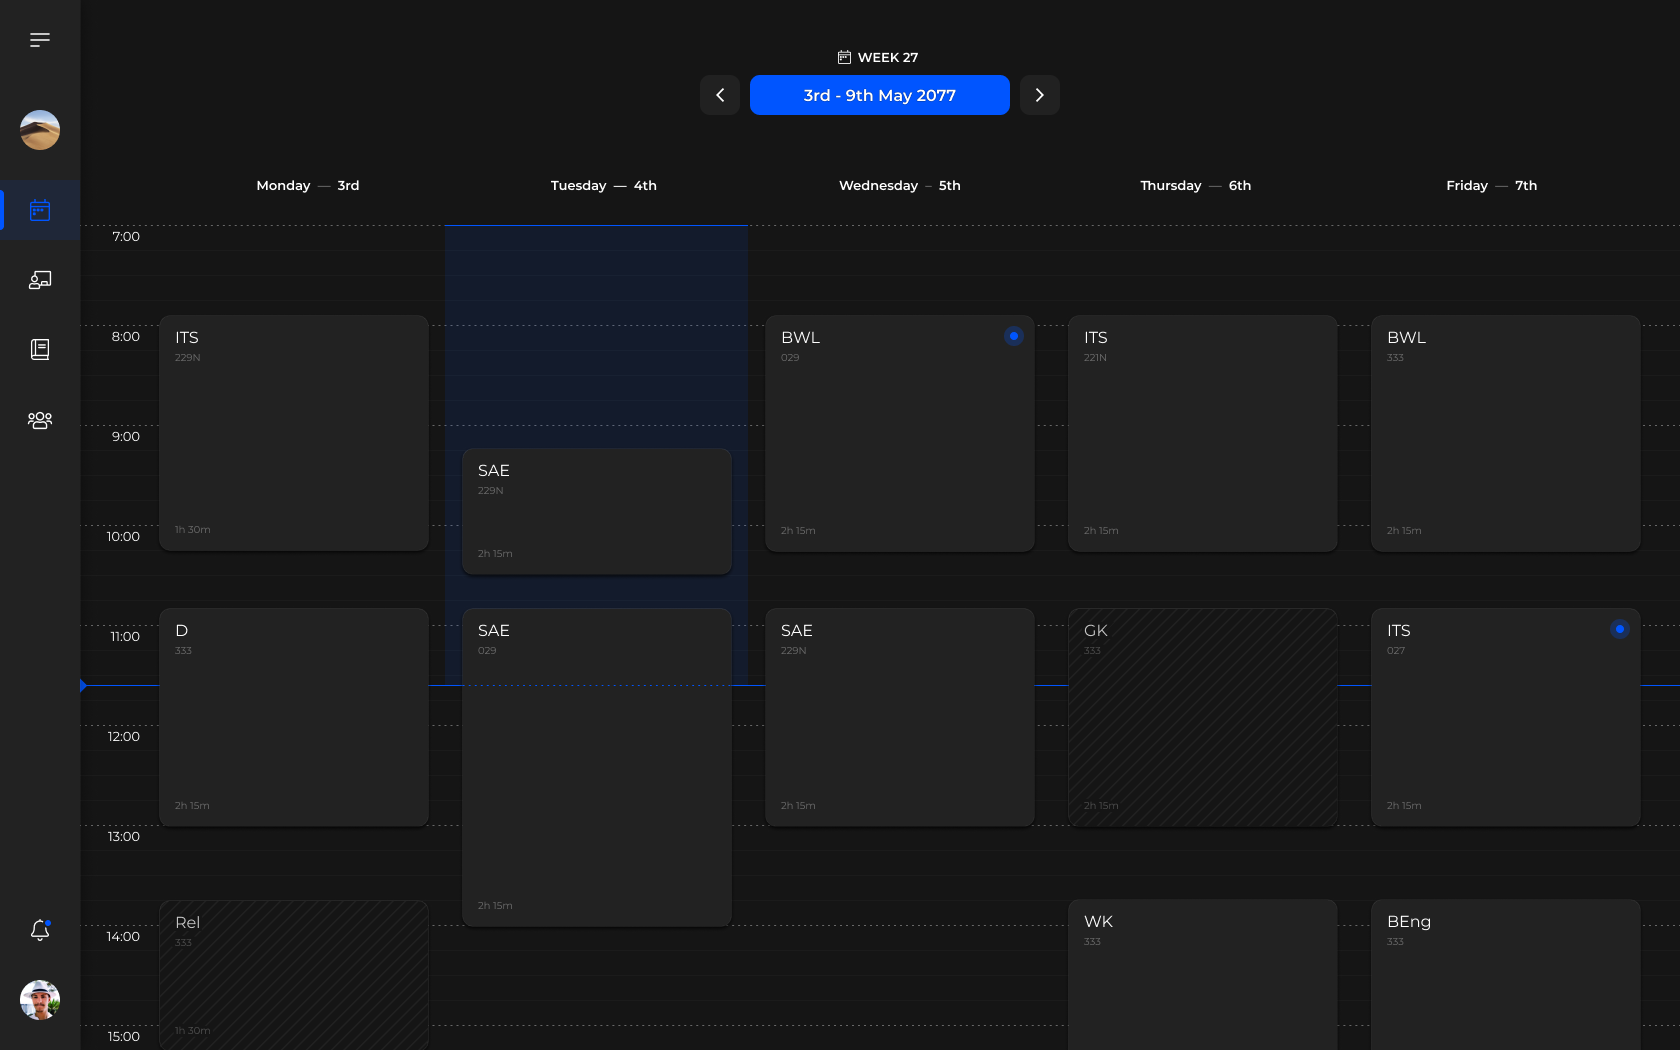 WEEK 27
3rd - 9th May 2077
Monday — 3rd
Tuesday — 4th
Wednesday – 5th
Thursday — 6th
Friday — 7th
7:00
8:00
9:00
10:00
11:00
12:00
13:00
14:00
15:00
ITS
229N
1h 30m
D
333
2h 15m
Rel
333
1h 30m
SAE
229N
2h 15m
SAE
029
2h 15m
BWL
029
2h 15m
SAE
229N
2h 15m
ITS
221N
2h 15m
GK
333
2h 15m
WK
333
BWL
333
2h 15m
ITS
027
2h 15m
BEng
333